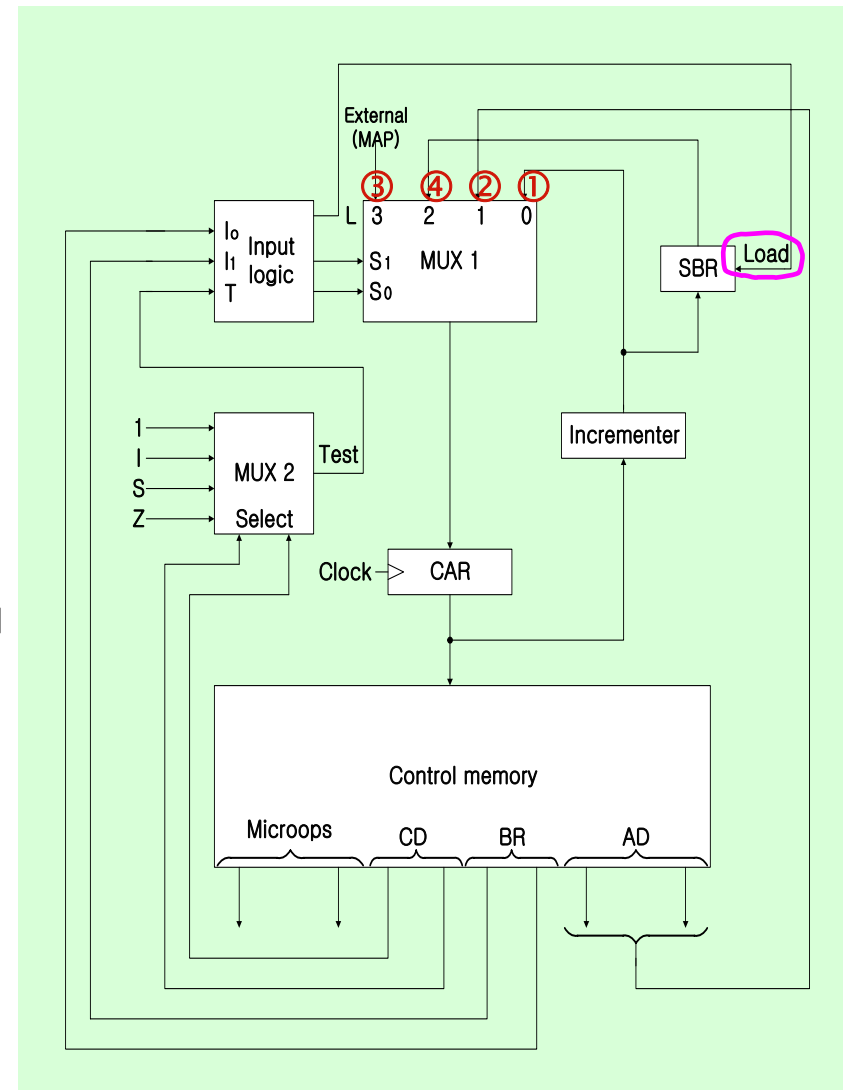 External
(MAP)
③ ④ ② ①
L 3 2 1 0
I₀
I₁
T
Input
logic
S₁
S₀
MUX 1
SBR
Load
Incrementer
1
I
S
Z
MUX 2
Select
Test
Clock
CAR
Control memory
Microops
CD
BR
AD